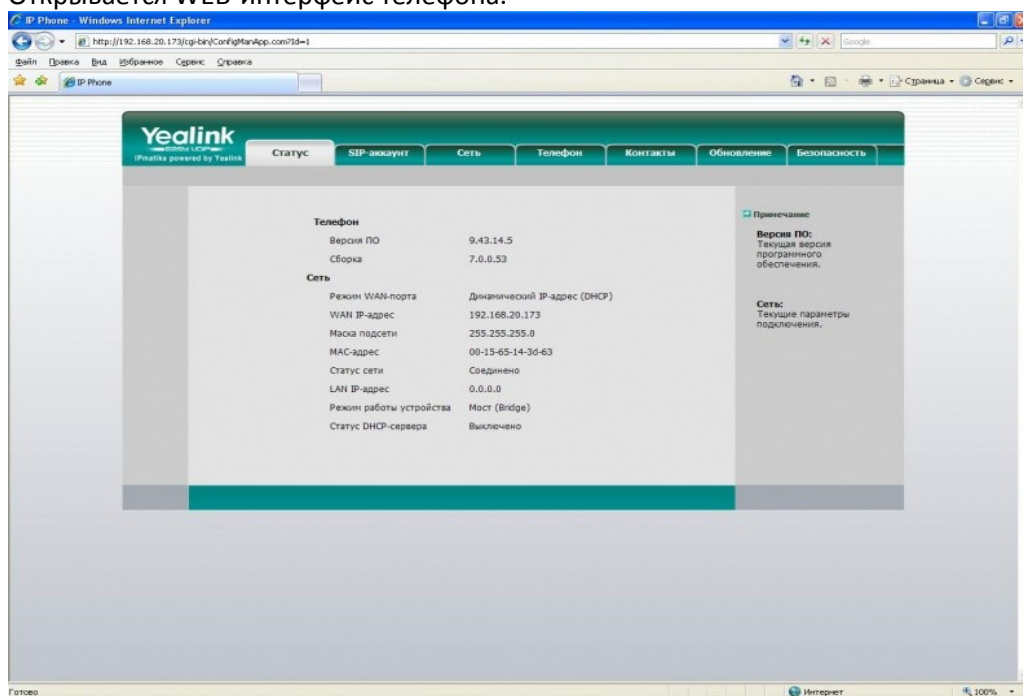 Открывается WEB-интерфейс телефона:
IP Phone - Windows Internet Explorer
http://192.168.20.173/cgi-bin/ConfigManApp.com?Id=1
Google
Файл Правка Вид Избранное Сервис Справка
IP Phone
Страница Сервис
Yealink
EASY VOIP
IPmatika powered by Yealink
Статус SIP-аккаунт Сеть Телефон Контакты Обновление Безопасность
Телефон
Версия ПО 9.43.14.5
Сборка 7.0.0.53
Сеть
Режим WAN-порта Динамический IP-адрес (DHCP)
WAN IP-адрес 192.168.20.173
Маска подсети 255.255.255.0
MAC-адрес 00-15-65-14-3d-63
Статус сети Соединено
LAN IP-адрес 0.0.0.0
Режим работы устройства Мост (Bridge)
Статус DHCP-сервера Выключено
Примечание
Версия ПО:
Текущая версия
программного
обеспечения.
Сеть:
Текущие параметры
подключения.
Готово
Интернет
100%